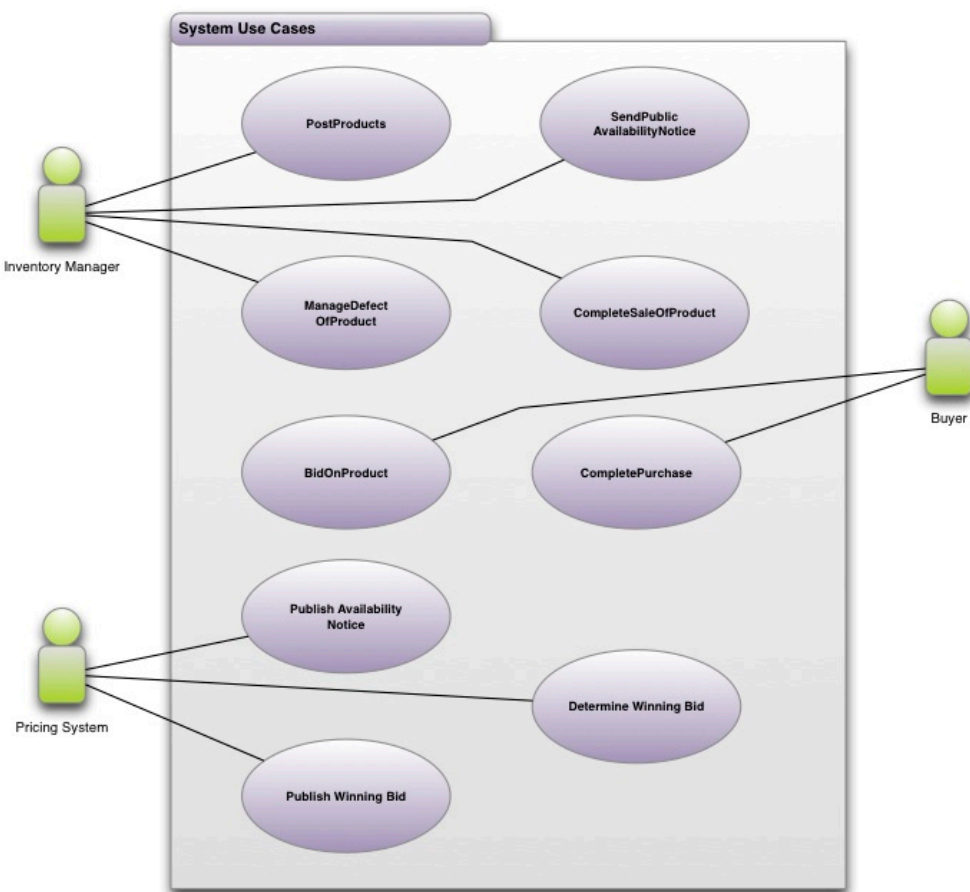 System Use Cases
PostProducts
SendPublic
AvailabilityNotice
Inventory Manager
ManageDefect
OfProduct
CompleteSaleOfProduct
Buyer
BidOnProduct
CompletePurchase
Publish Availability
Notice
Pricing System
Determine Winning Bid
Publish Winning Bid